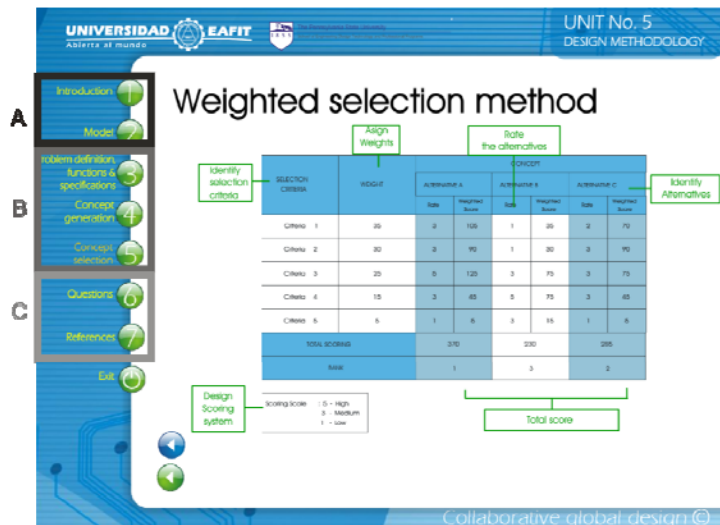 UNIVERSIDAD EAFIT
Abierta al mundo
The Pennsylvania State University
UNIT No. 5
DESIGN METHODOLOGY
A
B
C
Introduction 1
Model 2
roblem definition,
functions &
specifications 3
Concept
generation 4
Concept
selection 5
Questions 6
References 7
Exit
Weighted selection method
Asign
Weights
Rate
the alternatives
Identify
selection
criteria
Identify
Alternatives
CONCEPT
SELECTION
CRITERIA
WEIGHT
ALTERNATIVE A ALTERNATIVE B ALTERNATIVE C
Rate Weighted Score Rate Weighted Score Rate Weighted Score
Criteria 1 35 3 105 1 35 2 70
Criteria 2 30 3 90 1 30 3 90
Criteria 3 25 5 125 3 75 3 75
Criteria 4 15 3 45 5 75 3 45
Criteria 5 5 1 5 3 15 1 5
TOTAL SCORING 370 230 285
RANK 1 3 2
Design
Scoring
system
Scoring Scale : 5 - High
3 - Medium
1 - Low
Total score
Collaborative global design ©